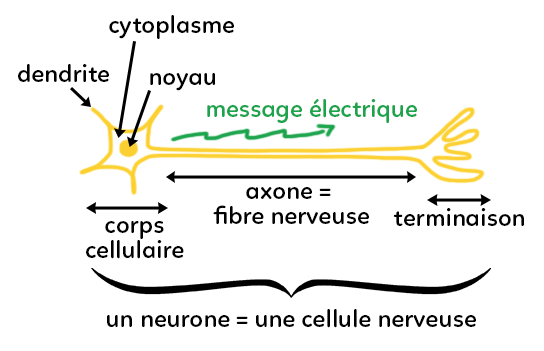 cytoplasme
dendrite
noyau
message électrique
axone =
fibre nerveuse
corps
cellulaire
terminaison
un neurone = une cellule nerveuse